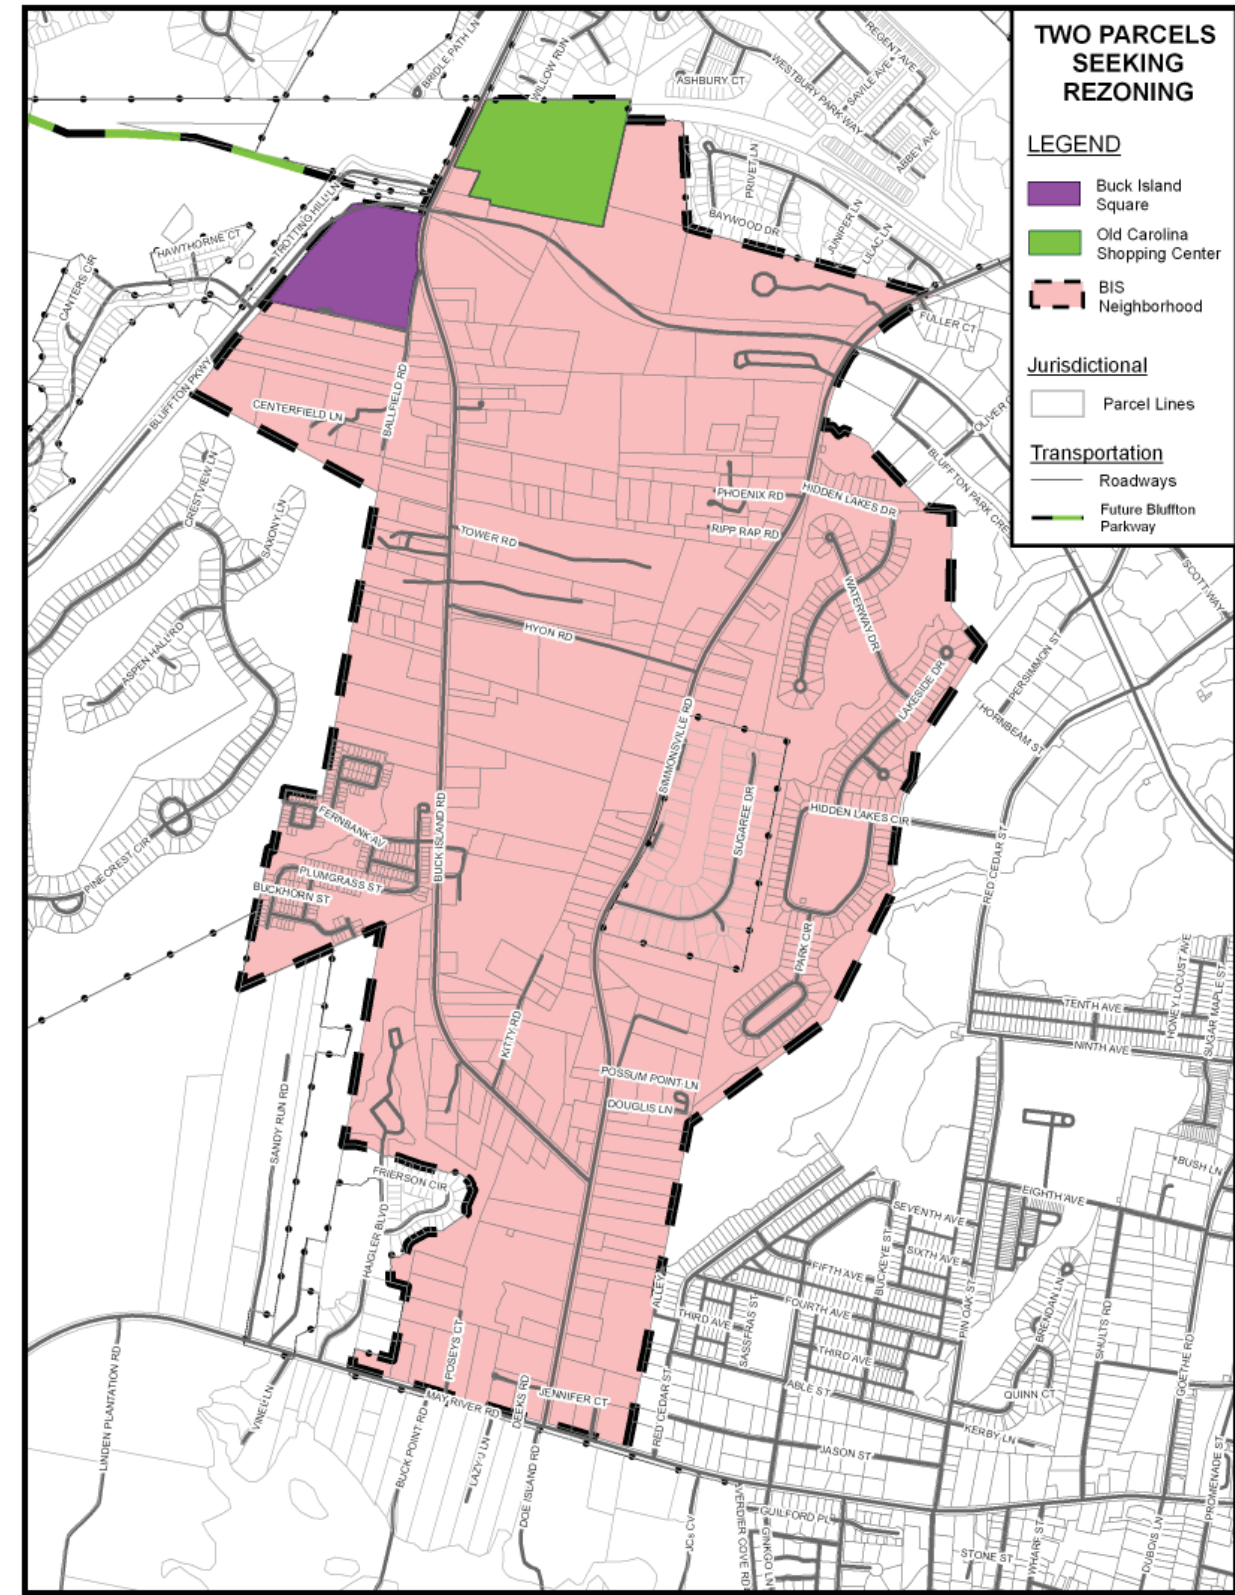 TWO PARCELS
SEEKING
REZONING
LEGEND
Buck Island
Square
Old Carolina
Shopping Center
BIS
Neighborhood
Jurisdictional
Parcel Lines
Transportation
Roadways
Future Bluffton
Parkway
BRIDLE PATH LN
WILLOW RUN
ASHBURY CT
WESTBURY PARK WAY
REGENT AVE
SAVILLE AVE
ABBEY AVE
PRIVET LN
BAYWOOD DR
JUNIPER LN
LILAC LN
FULLER CT
TROTTING HILL LN
HAWTHORNE CT
CANTERS CIR
BLUFFTON PKWY
CENTERFIELD LN
BALLFIELD RD
CRESTVIEW LN
SAXONY LN
ASPEN HALL RD
PINECREST CIR
PHOENIX RD
RIPP RAP RD
HIDDEN LAKES DR
BLUFFTON PARK CRE
TOWER RD
HYON RD
WATERWAY DR
LAKESIDE DR
PERSIMMON ST
HORNBEAM ST
SCOTT WAY
SIMMONSVILLE RD
SUGAREE DR
HIDDEN LAKES CIR
RED CEDAR ST
BUCK ISLAND RD
FERNBANK AV
PLUMGRASS ST
BUCKHORN ST
PARK CIR
KITTY RD
POSSUM POINT LN
DOUGLIS LN
TENTH AVE
NINTH AVE
HONEY LOCUST AVE
SUGAR MAPLE ST
SANDY RUN RD
FRIERSON CIR
HAIGLER BLVD
BUSH LN
EIGHTH AVE
SEVENTH AVE
SIXTH AVE
FIFTH AVE
FOURTH AVE
THIRD AVE
THIRD AVE
BUCKEYE ST
PIN OAK ST
BRENDAN LN
SHULTS RD
GOETHE RD
ALLEY
SASSFRAS ST
ABLE ST
QUINN CT
KERBY LN
JASON ST
RED CEDAR ST
POSEYS CT
JENNIFER CT
DEEKS RD
MAY RIVER RD
LINDEN PLANTATION RD
VINELL LN
BUCK POINT RD
LAZY J LN
DOE ISLAND RD
JCs CV
VERDIER COVE RD
GINKGO LN
GUILFORD PL
STONE ST
WHARF ST
DUBOIS LN
PROMENADE ST